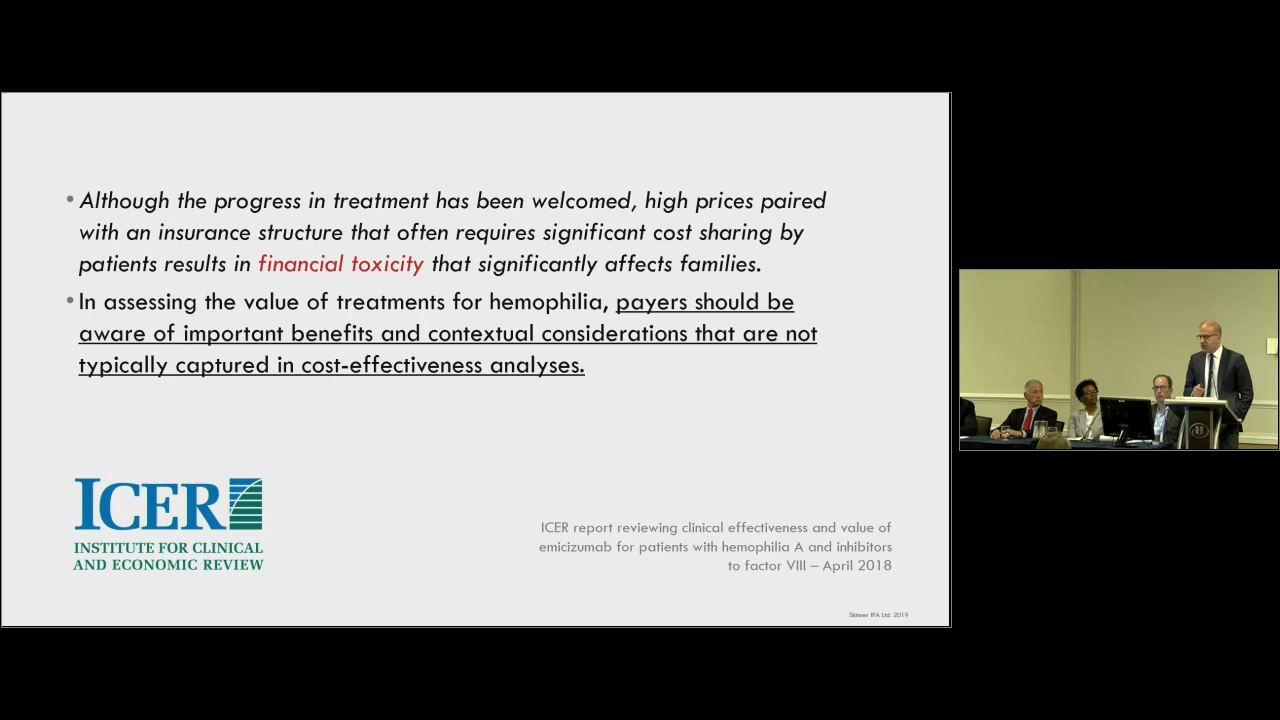 • Although the progress in treatment has been welcomed, high prices paired
with an insurance structure that often requires significant cost sharing by
patients results in financial toxicity that significantly affects families.
• In assessing the value of treatments for hemophilia, payers should be
aware of important benefits and contextual considerations that are not
typically captured in cost-effectiveness analyses.
ICER
INSTITUTE FOR CLINICAL
AND ECONOMIC REVIEW
ICER report reviewing clinical effectiveness and value of
emicizumab for patients with hemophilia A and inhibitors
to factor VIII – April 2018
Skinner IPA Ltd. 2019